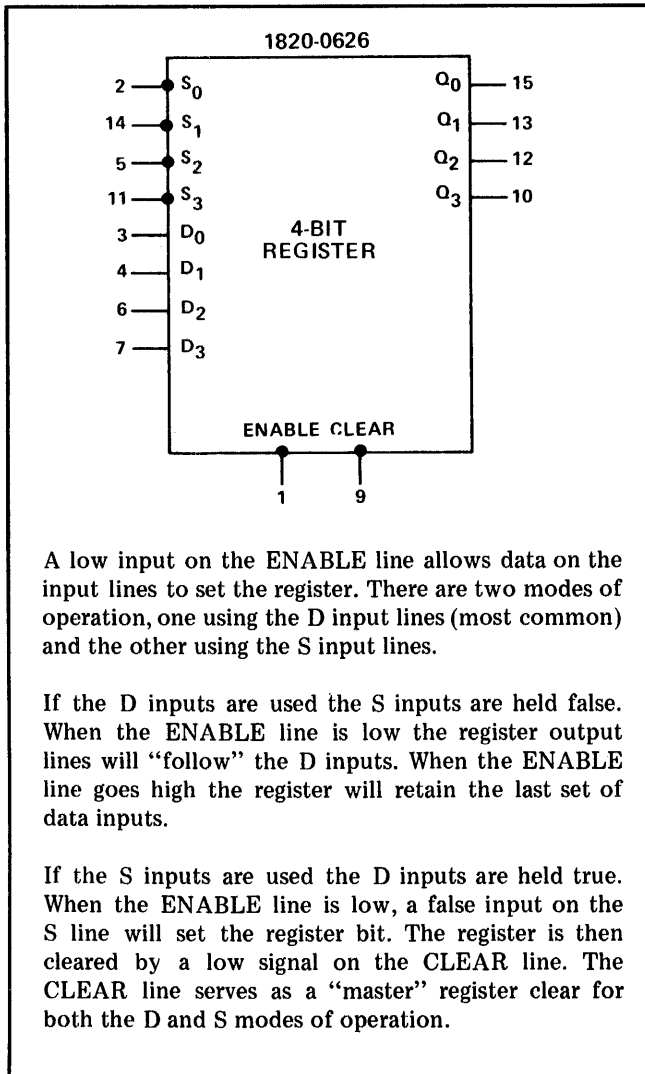 1820-0626
2 S0 Q0 15
14 S1 Q1 13
5 S2 Q2 12
11 S3 Q3 10
3 D0 4-BIT
REGISTER
4 D1
6 D2
7 D3
ENABLE CLEAR
1 9
A low input on the ENABLE line allows data on the
input lines to set the register. There are two modes of
operation, one using the D input lines (most common)
and the other using the S input lines.
If the D inputs are used the S inputs are held false.
When the ENABLE line is low the register output
lines will “follow” the D inputs. When the ENABLE
line goes high the register will retain the last set of
data inputs.
If the S inputs are used the D inputs are held true.
When the ENABLE line is low, a false input on the
S line will set the register bit. The register is then
cleared by a low signal on the CLEAR line. The
CLEAR line serves as a “master” register clear for
both the D and S modes of operation.